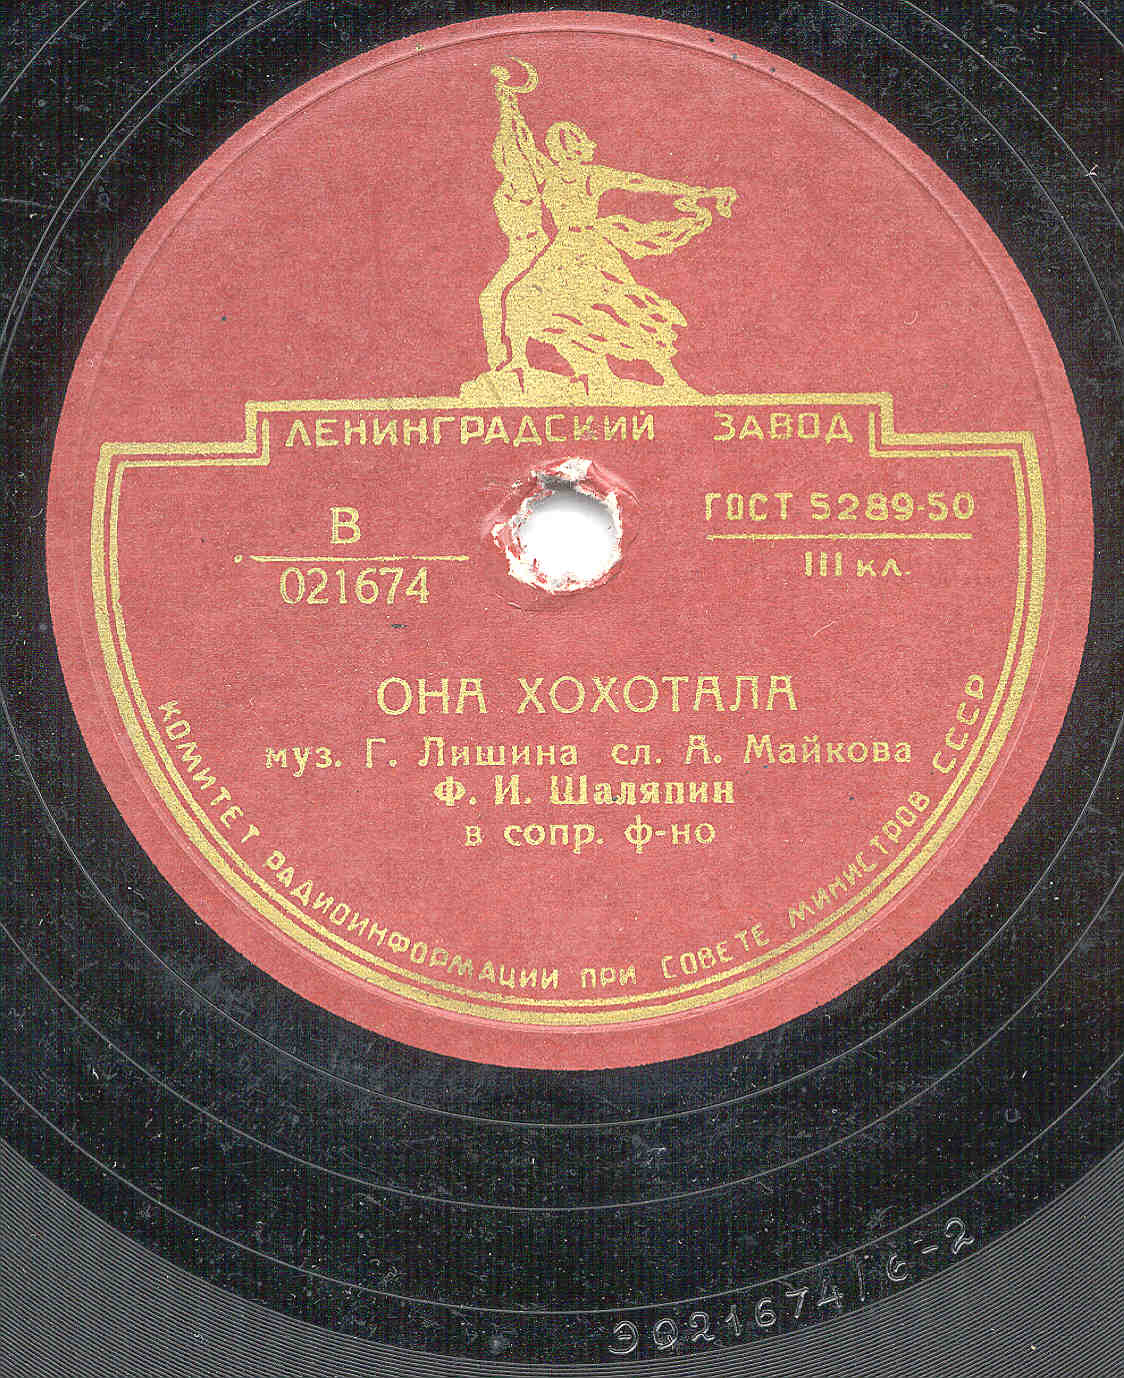 ЛЕНИНГРАДСКИЙ ЗАВОД
В
021674
ГОСТ 5289-50
III кл.
ОНА ХОХОТАЛА
муз. Г. Лишина сл. А. Майкова
Ф. И. Шаляпин
в сопр. ф-но
КОМИТЕТ РАДИОИНФОРМАЦИИ ПРИ СОВЕТЕ МИНИСТРОВ СССР
Э021674/6-2